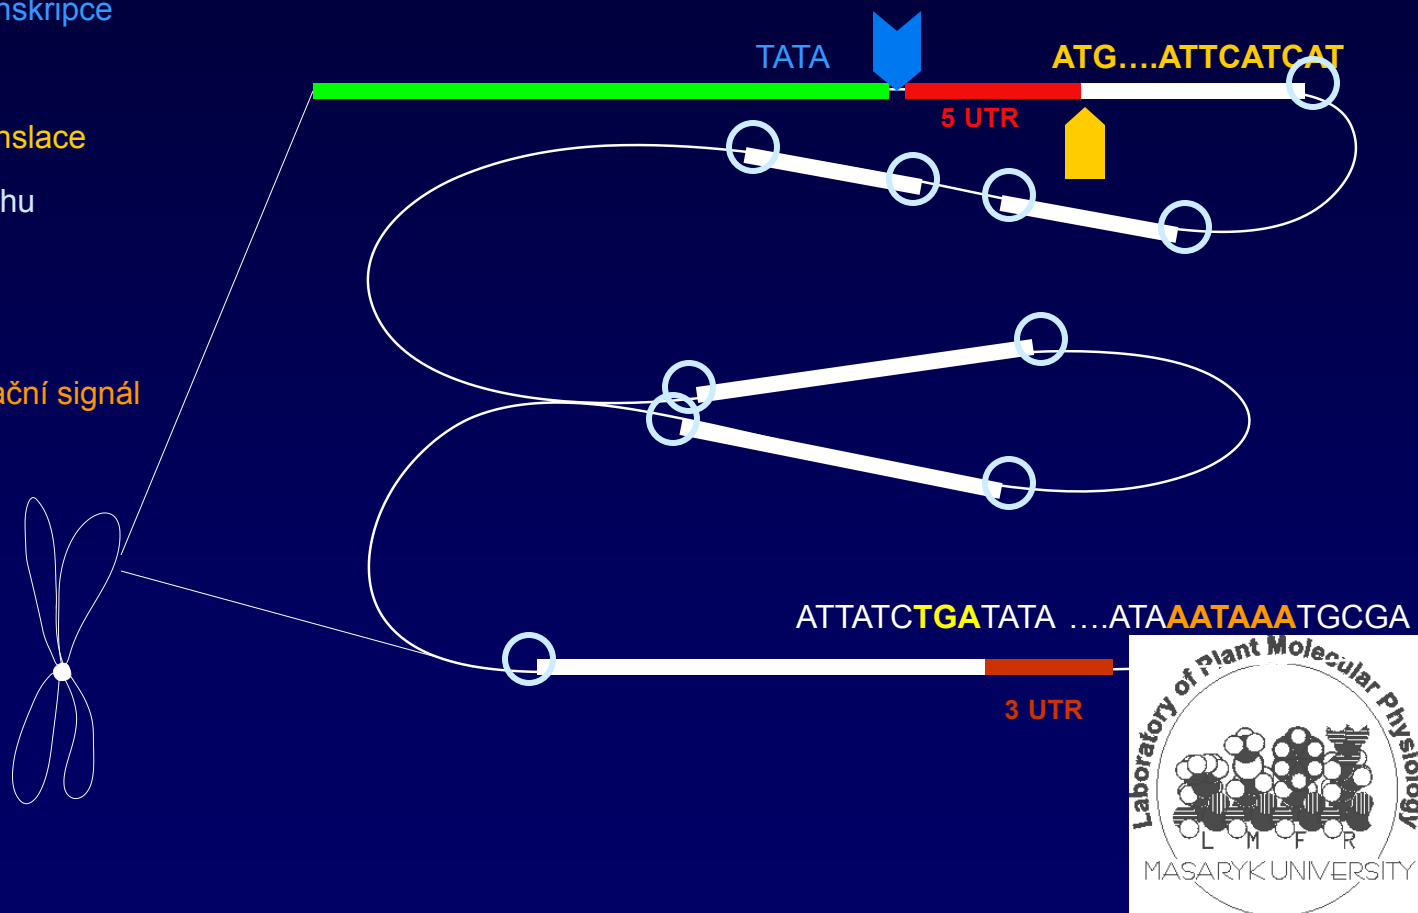 nskripce
TATA
ATG....ATTCATCAT
5 UTR
nslace
hu
ační signál
ATTATCTGATATA ....ATAAATAAATGCGA
3 UTR
Laboratory of Plant Molecular Physiology
L M F R
MASARYK UNIVERSITY